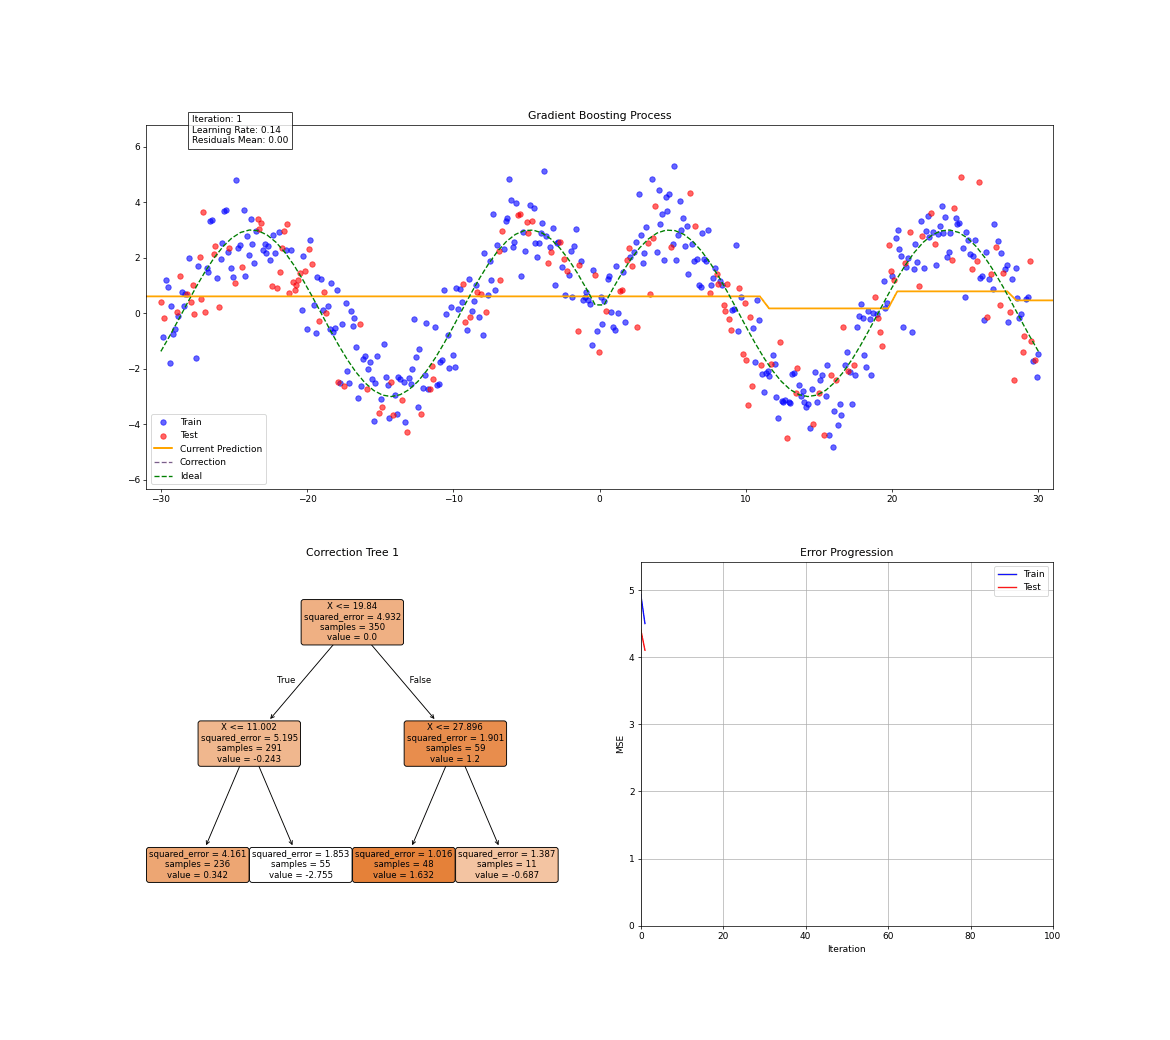 Gradient Boosting Process
Iteration: 1
Learning Rate: 0.14
Residuals Mean: 0.00
6
4
2
0
−2
−4
−6
Train
Test
Current Prediction
Correction
Ideal
−30
−20
−10
0
10
20
30
Correction Tree 1
X <= 19.84
squared_error = 4.932
samples = 350
value = 0.0
True
False
X <= 11.002
squared_error = 5.195
samples = 291
value = -0.243
X <= 27.896
squared_error = 1.901
samples = 59
value = 1.2
squared_error = 4.161
samples = 236
value = 0.342
squared_error = 1.853
samples = 55
value = -2.755
squared_error = 1.016
samples = 48
value = 1.632
squared_error = 1.387
samples = 11
value = -0.687
Error Progression
Train
Test
5
4
3
2
1
0
MSE
0
20
40
60
80
100
Iteration